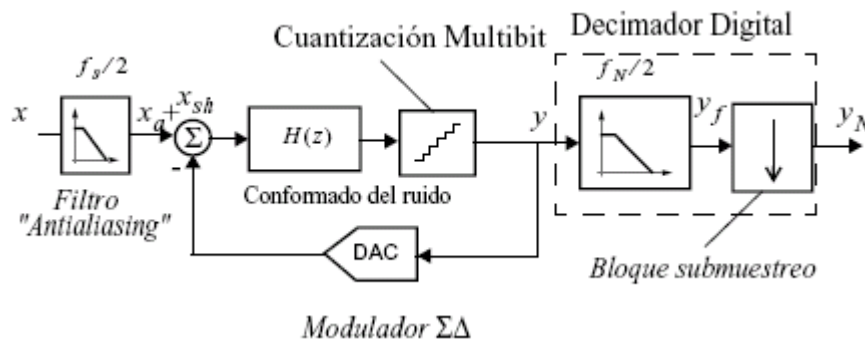 Decimador Digital
Cuantización Multibit
f_s/2
f_N/2
x
x_a
+
x_sh
Σ
-
H(z)
y
y_f
y_N
Filtro
"Antialiasing"
Conformado del ruido
DAC
Bloque submuestreo
Modulador ΣΔ